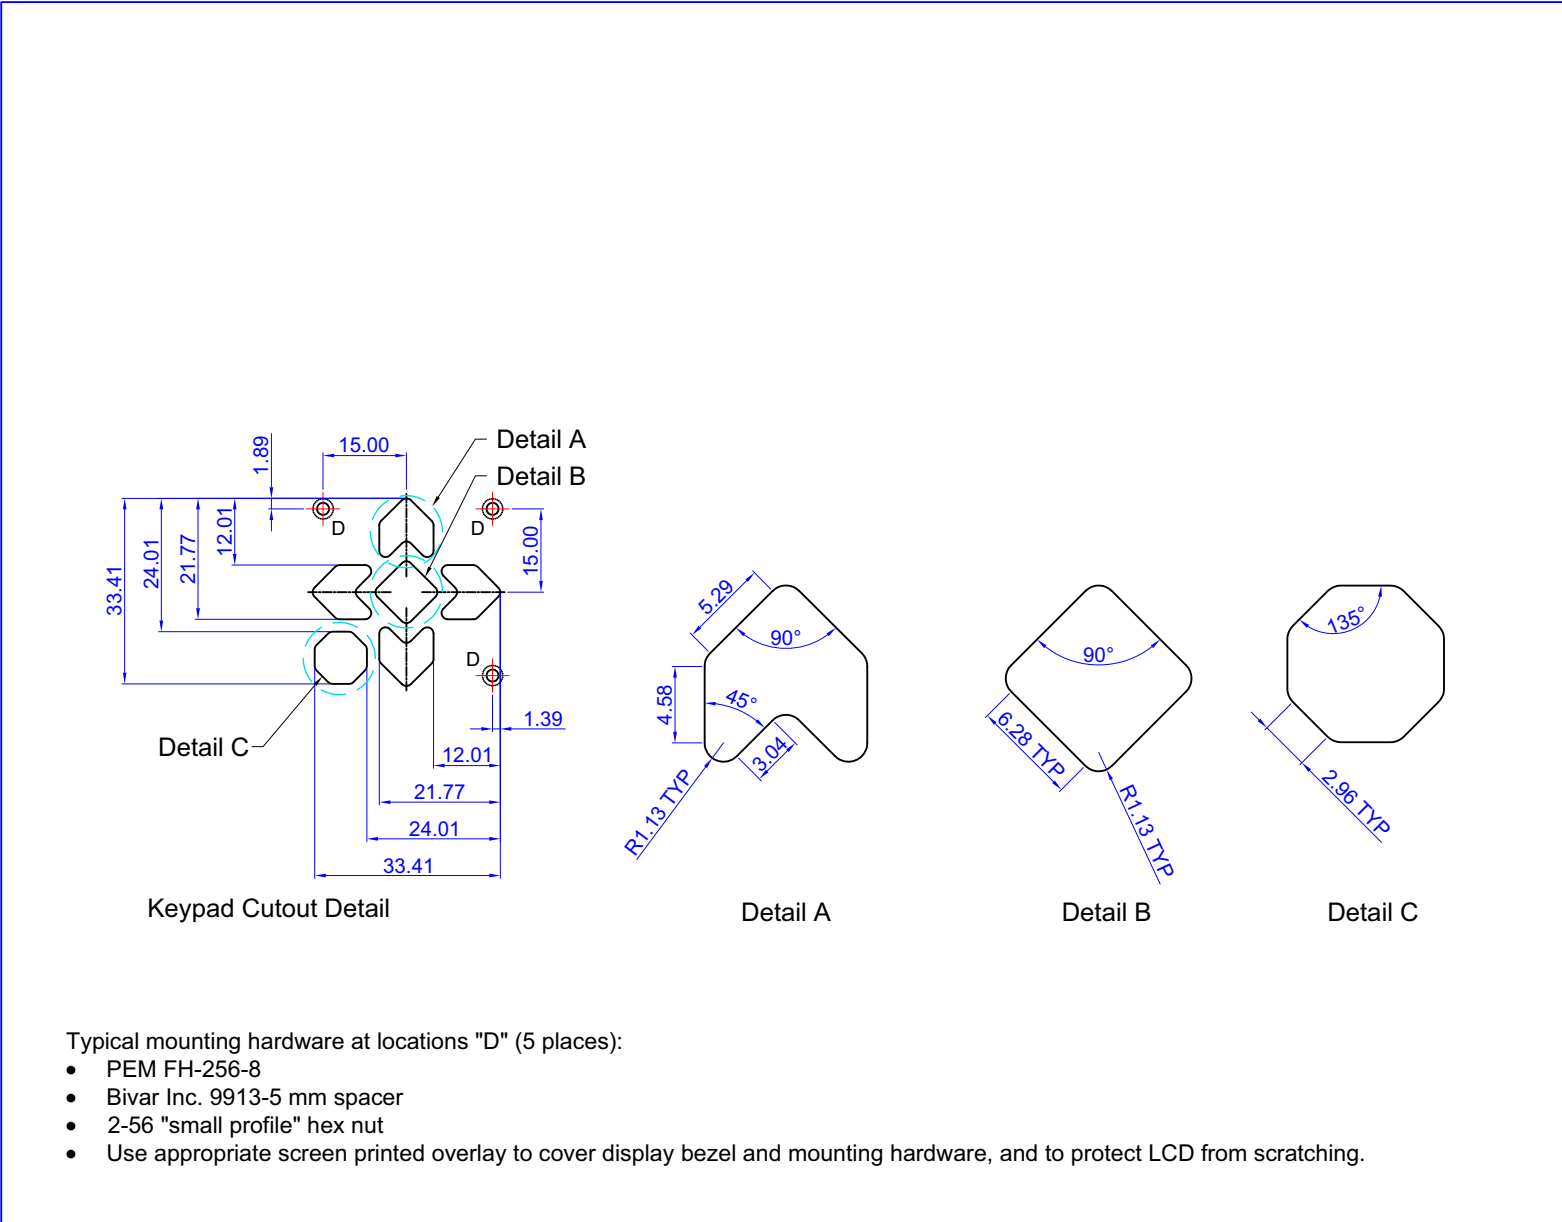 Detail A
Detail B
1.89
15.00
D
D
33.41
24.01
21.77
12.01
15.00
D
1.39
Detail C
12.01
21.77
24.01
33.41
Keypad Cutout Detail
5.29
90°
4.58
45°
3.04
R1.13 TYP
Detail A
90°
6.28 TYP
R1.13 TYP
Detail B
135°
2.96 TYP
Detail C
Typical mounting hardware at locations "D" (5 places):
• PEM FH-256-8
• Bivar Inc. 9913-5 mm spacer
• 2-56 "small profile" hex nut
• Use appropriate screen printed overlay to cover display bezel and mounting hardware, and to protect LCD from scratching.